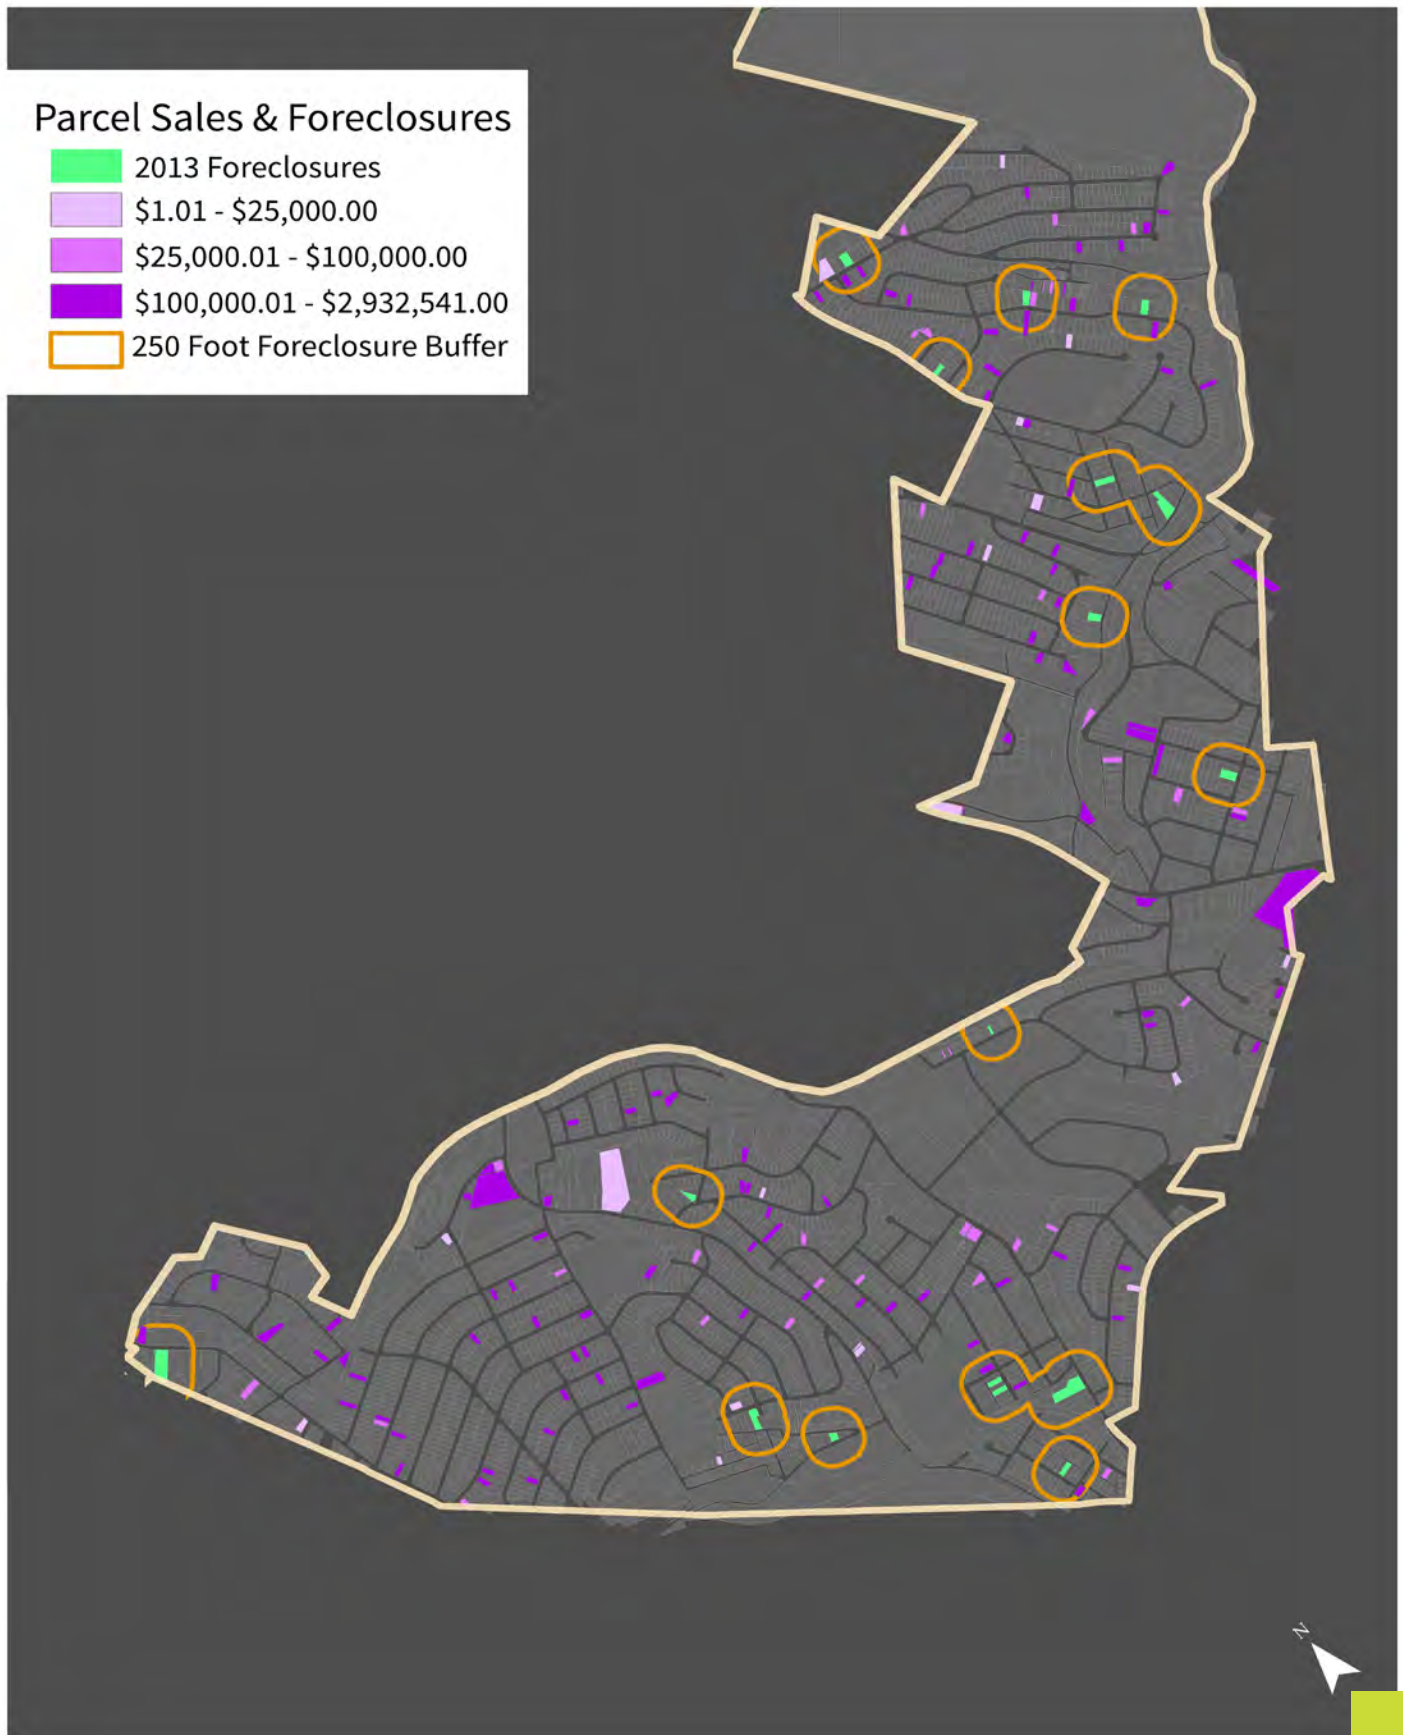 Parcel Sales & Foreclosures
2013 Foreclosures
$1.01 - $25,000.00
$25,000.01 - $100,000.00
$100,000.01 - $2,932,541.00
250 Foot Foreclosure Buffer
N